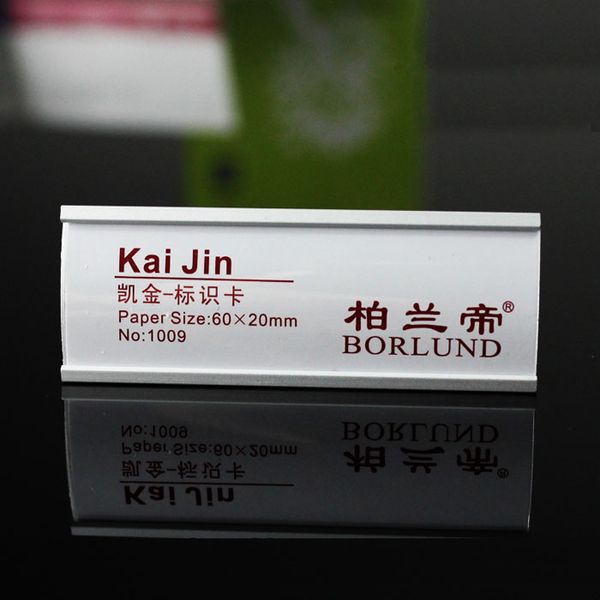 Kai Jin
凯金-标识卡
Paper Size:60×20mm
No:1009
柏兰帝®
BORLUND